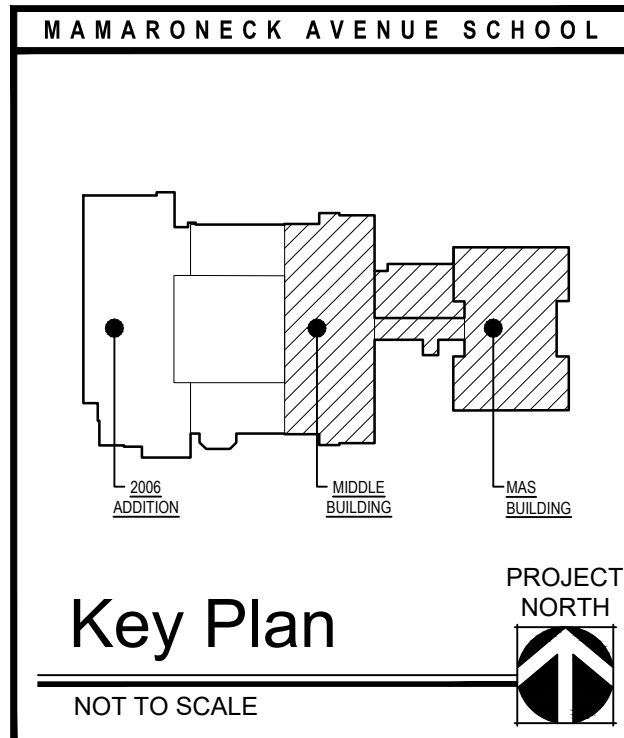 MAMARONECK AVENUE SCHOOL
2006
ADDITION
MIDDLE
BUILDING
MAS
BUILDING
Key Plan
PROJECT
NORTH
NOT TO SCALE